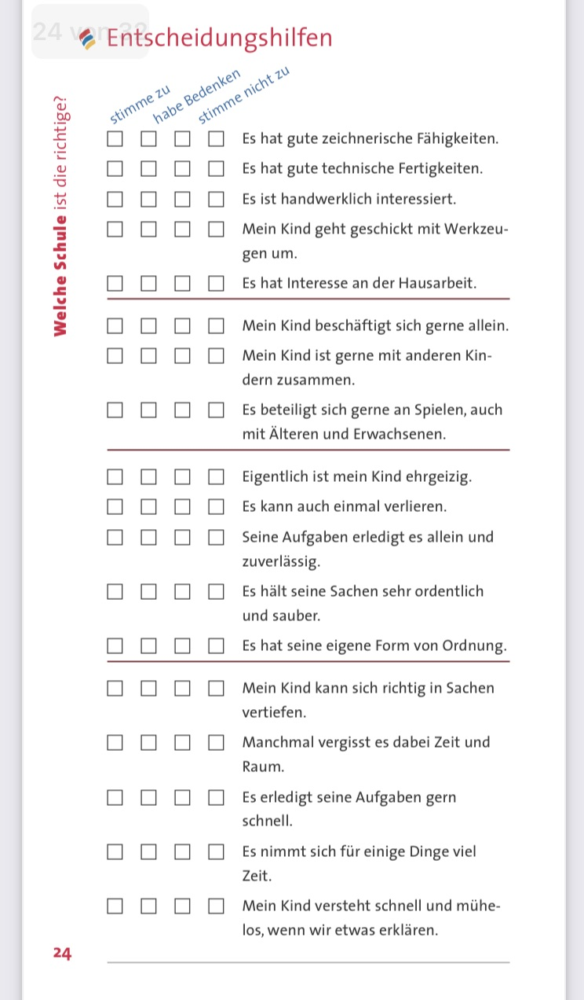 24 von 32
Entscheidungshilfen
stimme zu
habe Bedenken
stimme nicht zu
Welche Schule ist die richtige?
Es hat gute zeichnerische Fähigkeiten.
Es hat gute technische Fertigkeiten.
Es ist handwerklich interessiert.
Mein Kind geht geschickt mit Werkzeu-
gen um.
Es hat Interesse an der Hausarbeit.
Mein Kind beschäftigt sich gerne allein.
Mein Kind ist gerne mit anderen Kin-
dern zusammen.
Es beteiligt sich gerne an Spielen, auch
mit Älteren und Erwachsenen.
Eigentlich ist mein Kind ehrgeizig.
Es kann auch einmal verlieren.
Seine Aufgaben erledigt es allein und
zuverlässig.
Es hält seine Sachen sehr ordentlich
und sauber.
Es hat seine eigene Form von Ordnung.
Mein Kind kann sich richtig in Sachen
vertiefen.
Manchmal vergisst es dabei Zeit und
Raum.
Es erledigt seine Aufgaben gern
schnell.
Es nimmt sich für einige Dinge viel
Zeit.
Mein Kind versteht schnell und mühe-
los, wenn wir etwas erklären.
24